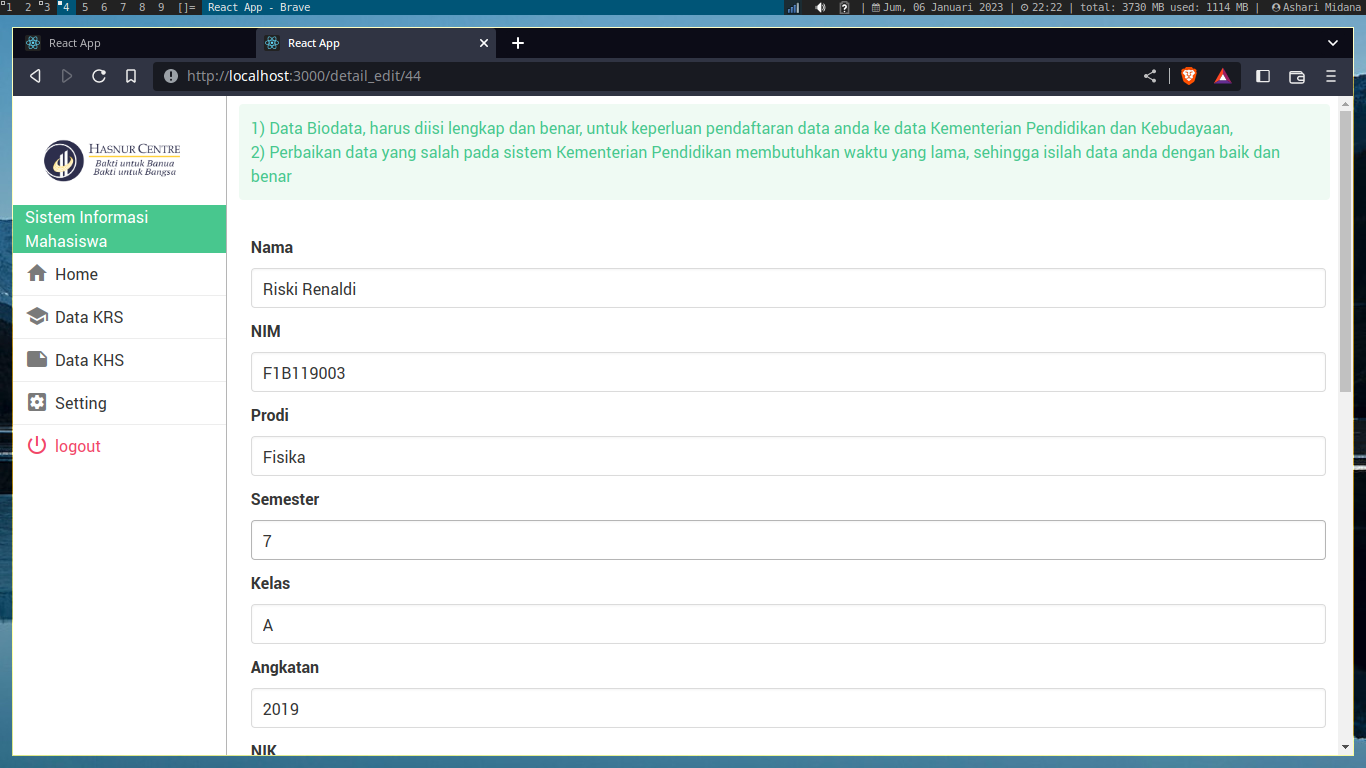 1 2 3 4 5 6 7 8 9 []= React App - Brave | Jum, 06 Januari 2023 | 22:22 | total: 3730 MB used: 1114 MB | Ashari Midana
React App
React App
http://localhost:3000/detail_edit/44
HASNUR CENTRE
Bakti untuk Banua
Bakti untuk Bangsa
Sistem Informasi
Mahasiswa
Home
Data KRS
Data KHS
Setting
logout
1) Data Biodata, harus diisi lengkap dan benar, untuk keperluan pendaftaran data anda ke data Kementerian Pendidikan dan Kebudayaan,
2) Perbaikan data yang salah pada sistem Kementerian Pendidikan membutuhkan waktu yang lama, sehingga isilah data anda dengan baik dan
benar
Nama
Riski Renaldi
NIM
F1B119003
Prodi
Fisika
Semester
7
Kelas
A
Angkatan
2019
NIK